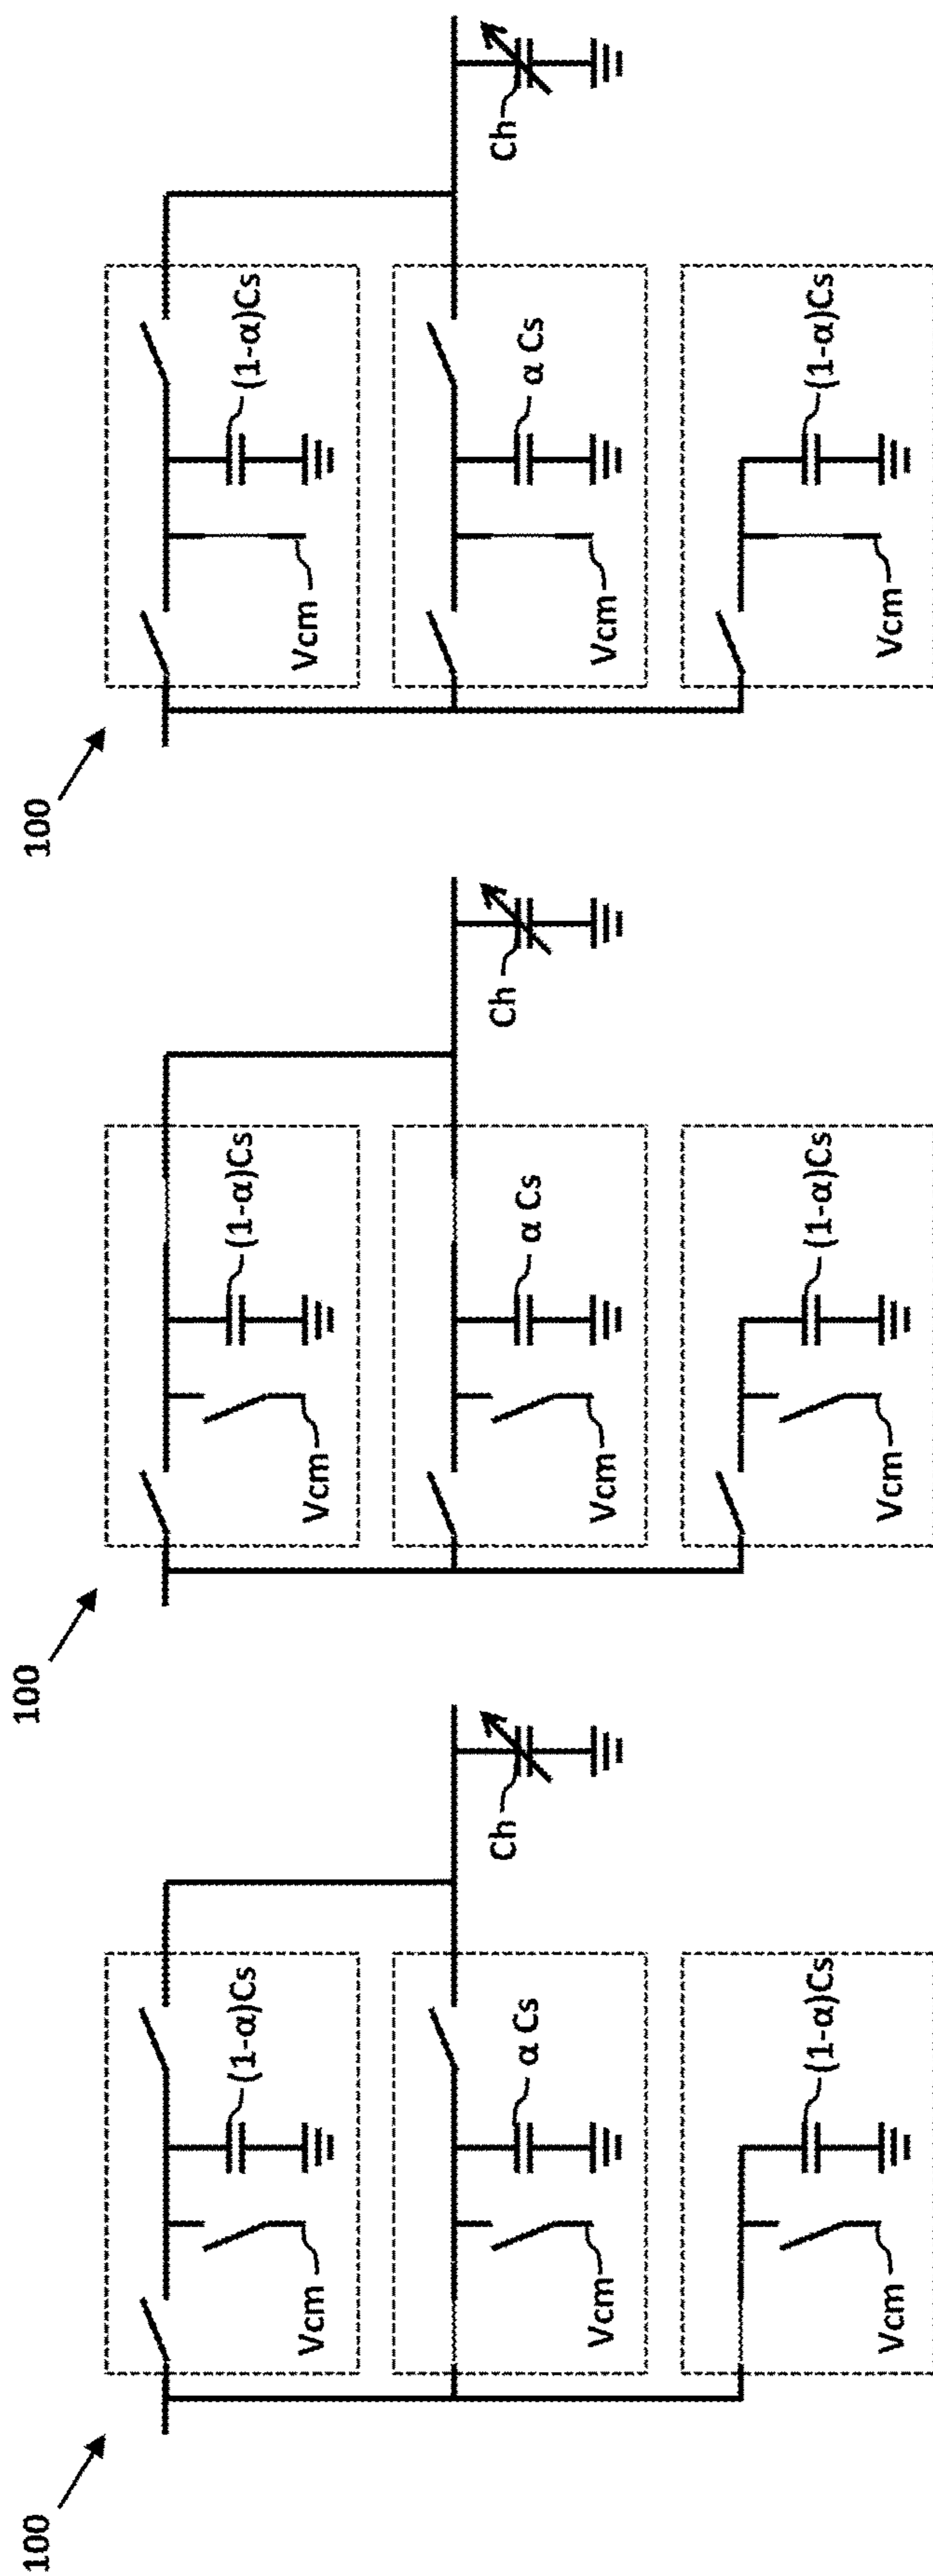 100
(1-α)Cs
Vcm
α Cs
Vcm
(1-α)Cs
Vcm
Ch
100
(1-α)Cs
Vcm
α Cs
Vcm
(1-α)Cs
Vcm
Ch
100
(1-α)Cs
Vcm
α Cs
Vcm
(1-α)Cs
Vcm
Ch